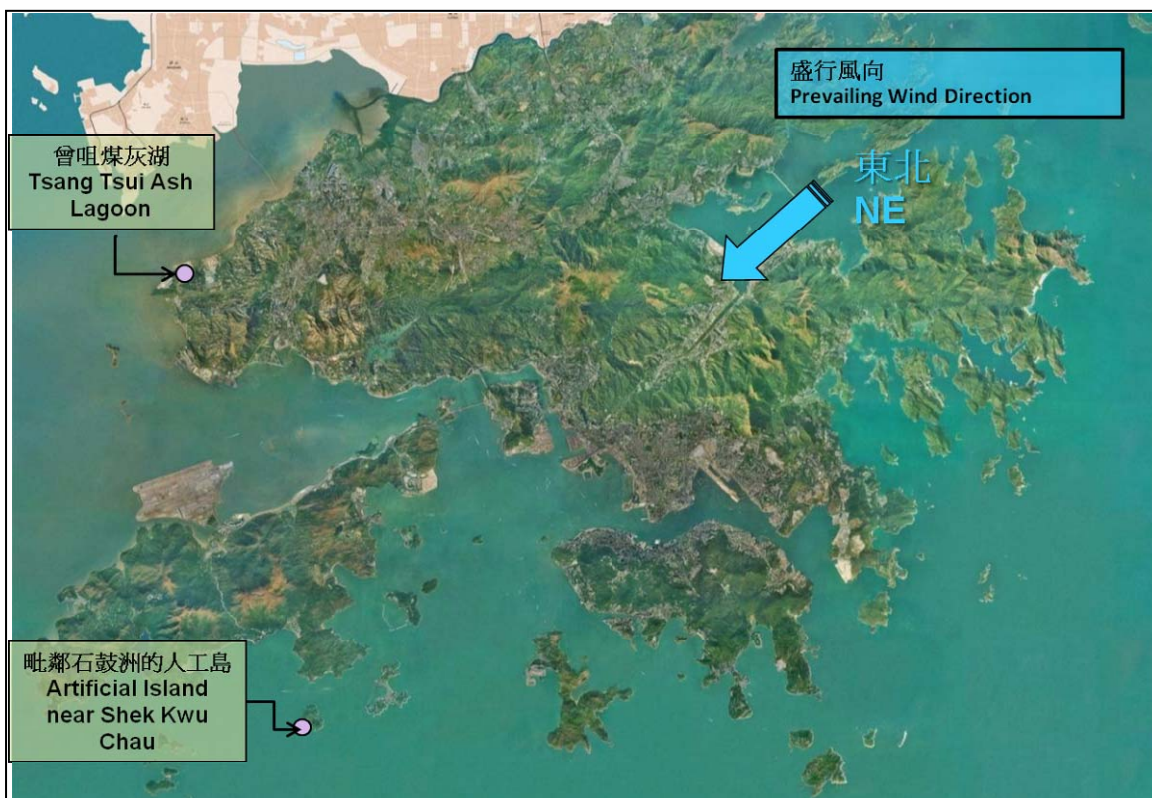 盛行風向
Prevailing Wind Direction
東北
NE
曾咀煤灰湖
Tsang Tsui Ash
Lagoon
毗鄰石鼓洲的人工島
Artificial Island
near Shek Kwu
Chau